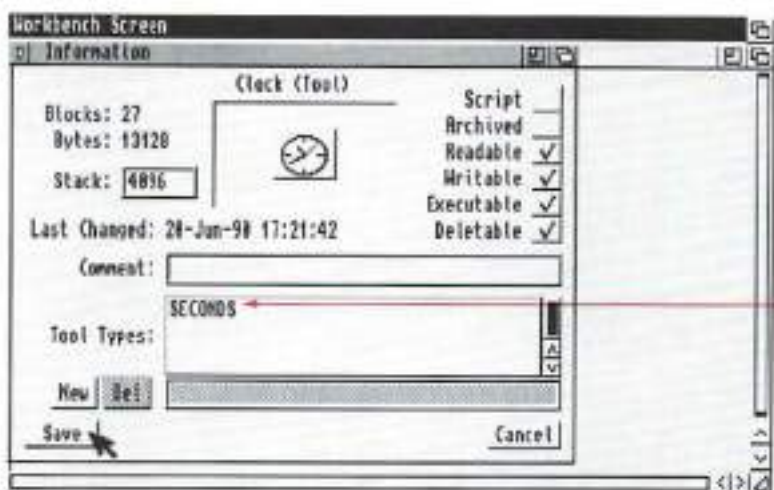 Workbench Screen
Information
Clock (Tool)
Blocks: 27
Bytes: 13128
Stack: 4096
Script
Archived
Readable
Writable
Executable
Deletable
Last Changed: 20-Jun-90 17:21:42
Comment:
SECONDS
Tool Types:
New Del
Save Cancel